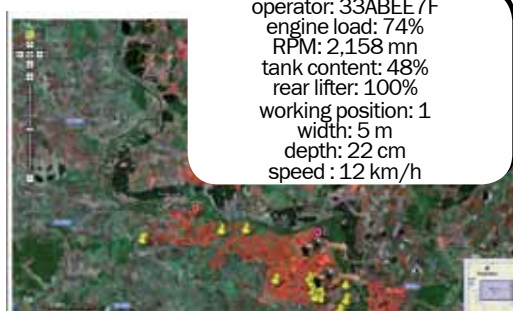 operator: 33ABEE7F
engine load: 74%
RPM: 2,158 mn
tank content: 48%
rear lifter: 100%
working position: 1
width: 5 m
depth: 22 cm
speed : 12 km/h